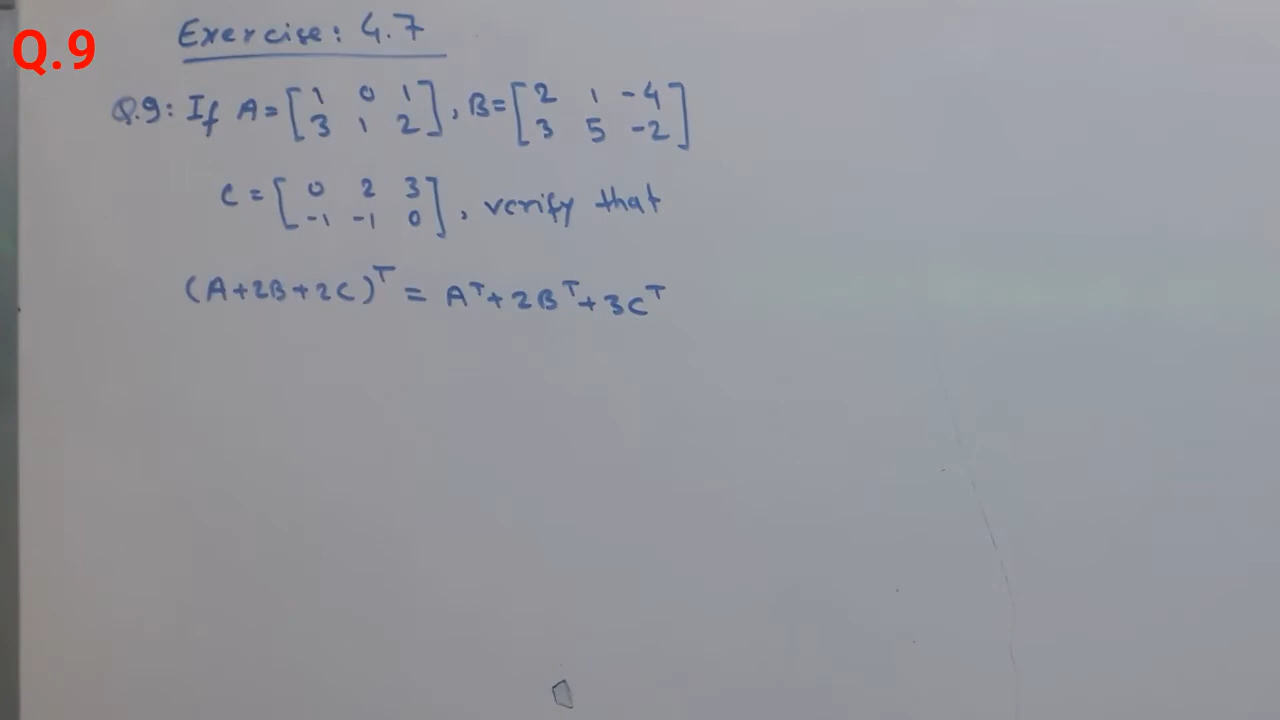 Q.9
Exercise: 4.7
Q.9: If A = [1 0 1], B = [2 1 -4]
[3 1 2] [3 5 -2]
C = [0 2 3], verify that
[-1 -1 0]
(A+2B+2C)ᵀ = Aᵀ+2Bᵀ+3Cᵀ